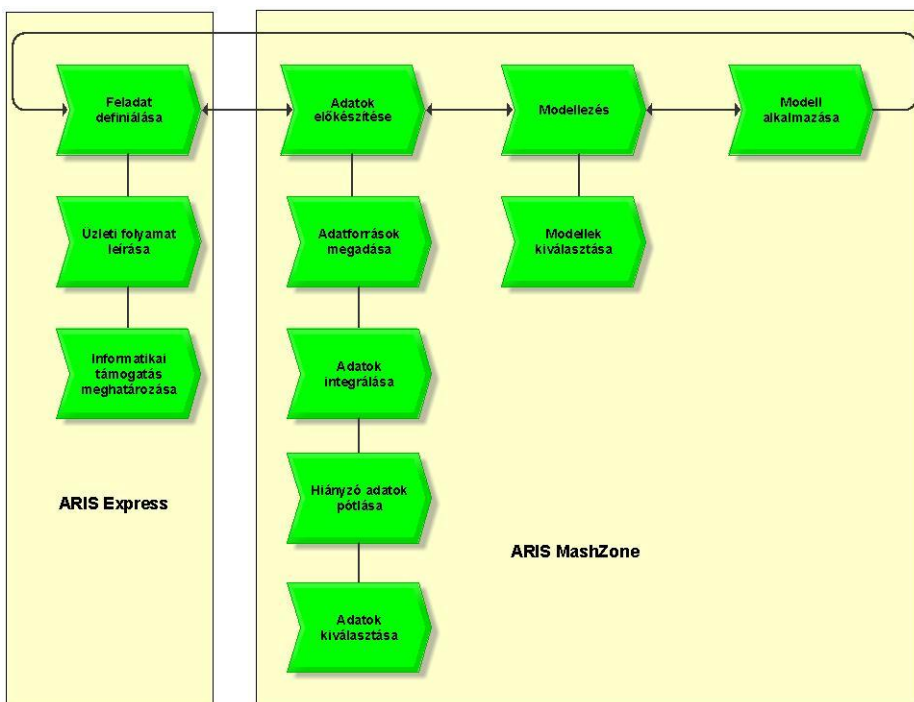 Feladat
definiálása
Adatok
előkészítése
Modellezés
Modell
alkalmazása
Üzleti folyamat
leírása
Adatforrások
megadása
Modellek
kiválasztása
Informatikai
támogatás
meghatározása
Adatok
integrálása
Hiányzó adatok
pótlása
ARIS Express
ARIS MashZone
Adatok
kiválasztása